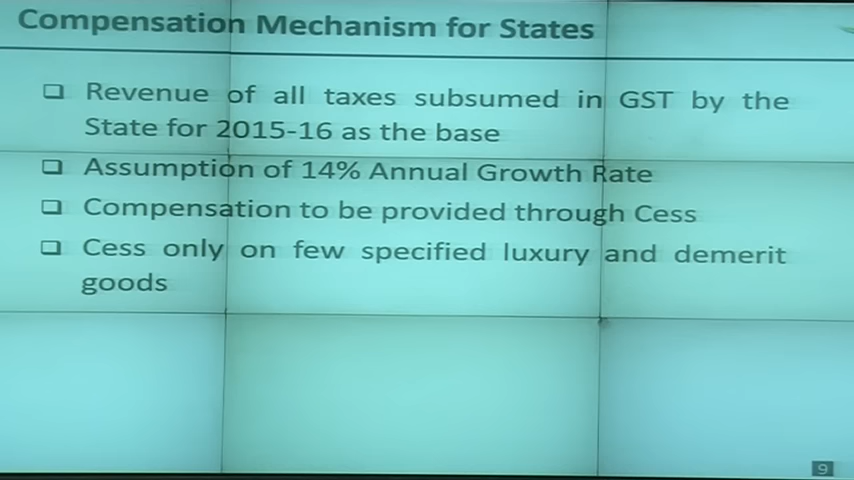 Compensation Mechanism for States
❑ Revenue of all taxes subsumed in GST by the
State for 2015-16 as the base
❑ Assumption of 14% Annual Growth Rate
❑ Compensation to be provided through Cess
❑ Cess only on few specified luxury and demerit
goods
9